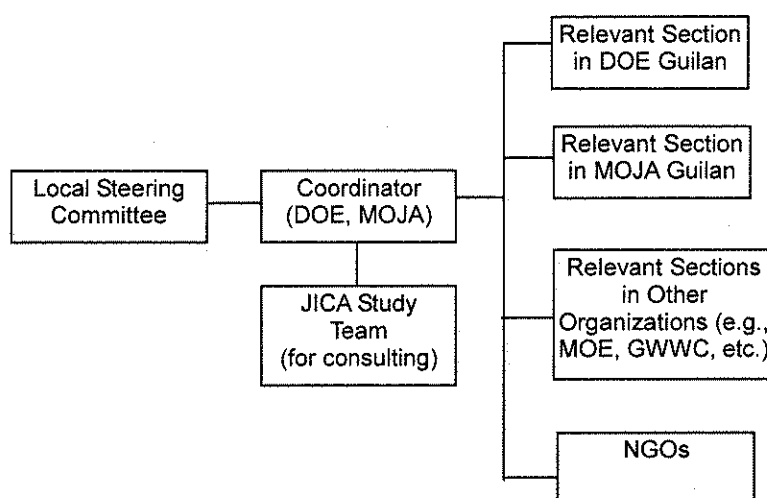 Local Steering
Committee
Coordinator
(DOE, MOJA)
JICA Study
Team
(for consulting)
Relevant Section
in DOE Guilan
Relevant Section
in MOJA Guilan
Relevant Sections
in Other
Organizations (e.g.,
MOE, GWWC, etc.)
NGOs